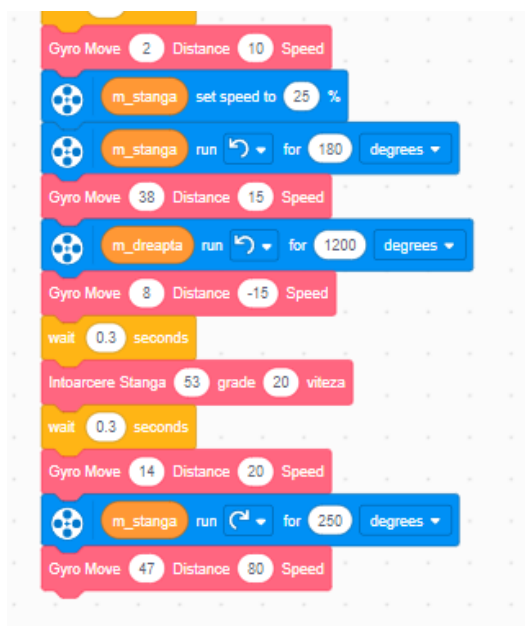 Gyro Move 2 Distance 10 Speed
m_stanga set speed to 25 %
m_stanga run for 180 degrees
Gyro Move 38 Distance 15 Speed
m_dreapta run for 1200 degrees
Gyro Move 8 Distance -15 Speed
wait 0.3 seconds
Intoarcere Stanga 53 grade 20 viteza
wait 0.3 seconds
Gyro Move 14 Distance 20 Speed
m_stanga run for 250 degrees
Gyro Move 47 Distance 80 Speed